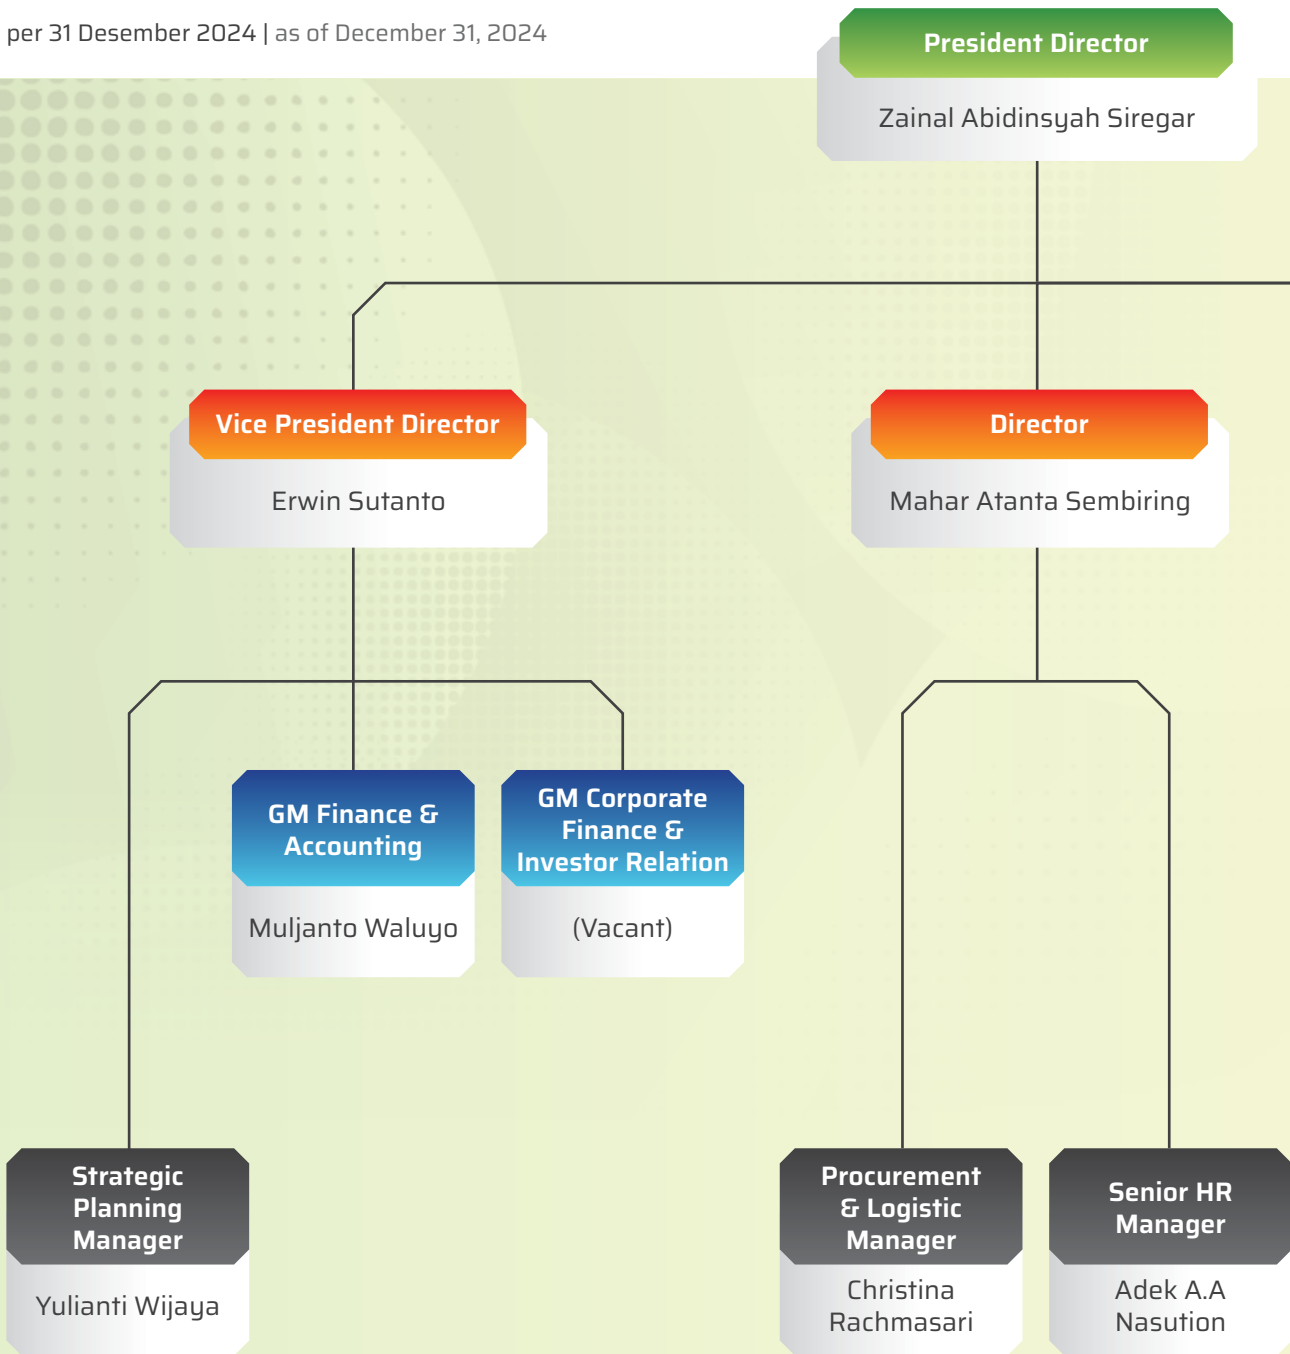 per 31 Desember 2024 | as of December 31, 2024
President Director
Zainal Abidinsyah Siregar
Vice President Director
Erwin Sutanto
Director
Mahar Atanta Sembiring
GM Finance &
Accounting
Muljanto Waluyo
GM Corporate
Finance &
Investor Relation
(Vacant)
Strategic
Planning
Manager
Yulianti Wijaya
Procurement
& Logistic
Manager
Christina
Rachmasari
Senior HR
Manager
Adek A.A
Nasution